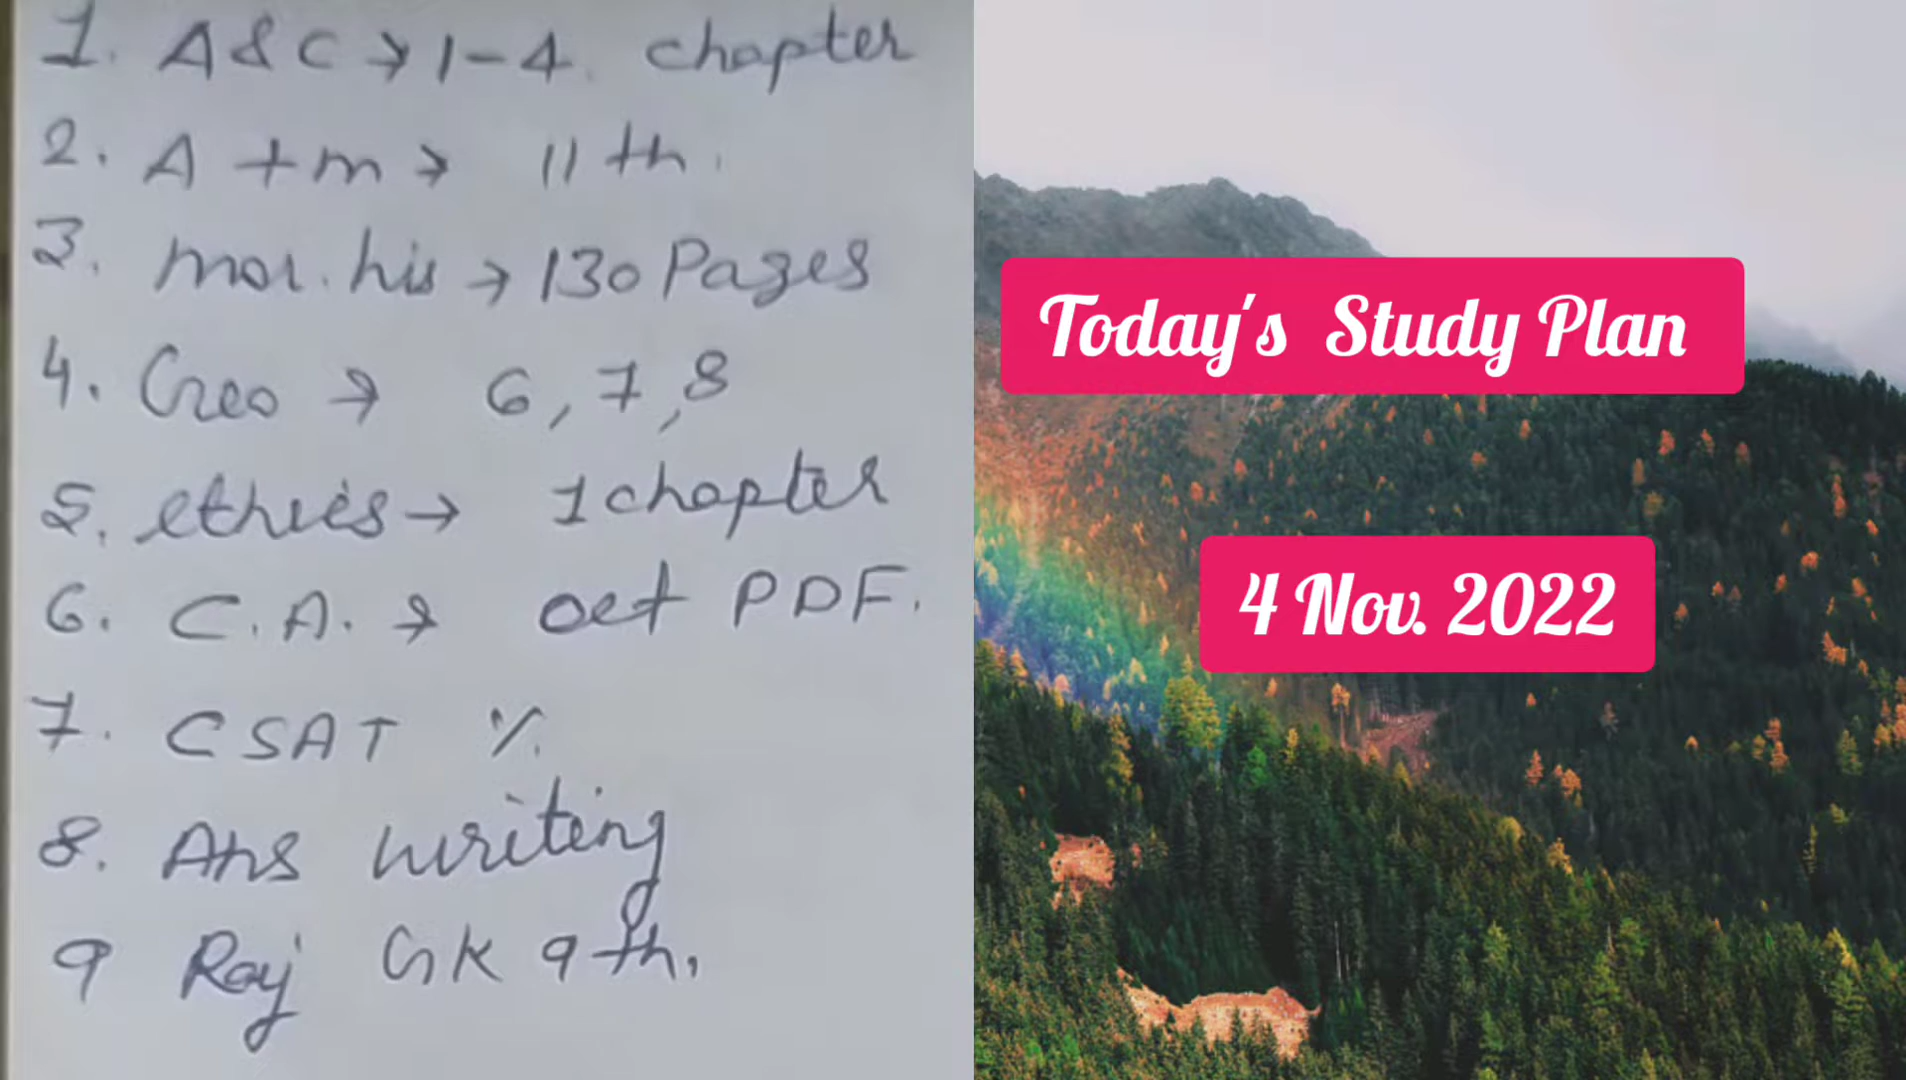 1. A & C → 1-4. chapter
2. A + m → 11th.
3. mor. his → 130 Pages
4. Geo → 6, 7, 8
5. ethics → 1 chapter
6. C.A. → oct PDF.
7. CSAT %
8. Ans writing
9 Raj GK 9th.
Today's Study Plan
4 Nov. 2022